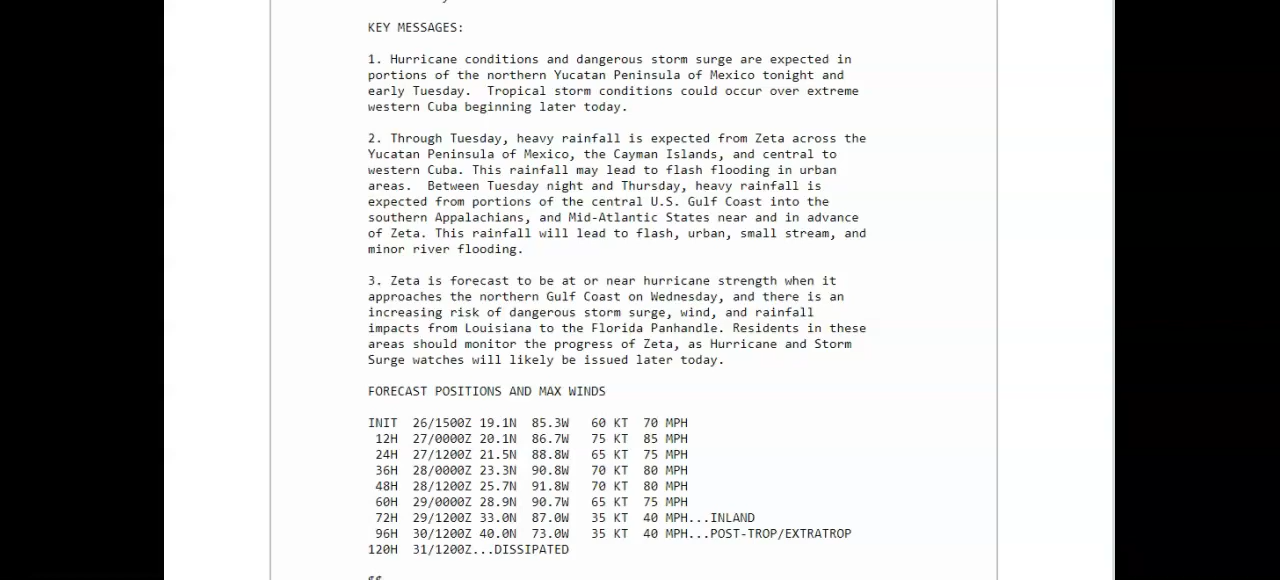 KEY MESSAGES:
1. Hurricane conditions and dangerous storm surge are expected in
portions of the northern Yucatan Peninsula of Mexico tonight and
early Tuesday.  Tropical storm conditions could occur over extreme
western Cuba beginning later today.
2. Through Tuesday, heavy rainfall is expected from Zeta across the
Yucatan Peninsula of Mexico, the Cayman Islands, and central to
western Cuba. This rainfall may lead to flash flooding in urban
areas.  Between Tuesday night and Thursday, heavy rainfall is
expected from portions of the central U.S. Gulf Coast into the
southern Appalachians, and Mid-Atlantic States near and in advance
of Zeta. This rainfall will lead to flash, urban, small stream, and
minor river flooding.
3. Zeta is forecast to be at or near hurricane strength when it
approaches the northern Gulf Coast on Wednesday, and there is an
increasing risk of dangerous storm surge, wind, and rainfall
impacts from Louisiana to the Florida Panhandle. Residents in these
areas should monitor the progress of Zeta, as Hurricane and Storm
Surge watches will likely be issued later today.
FORECAST POSITIONS AND MAX WINDS
INIT  26/1500Z 19.1N  85.3W   60 KT  70 MPH
 12H  27/0000Z 20.1N  86.7W   75 KT  85 MPH
 24H  27/1200Z 21.5N  88.8W   65 KT  75 MPH
 36H  28/0000Z 23.3N  90.8W   70 KT  80 MPH
 48H  28/1200Z 25.7N  91.8W   70 KT  80 MPH
 60H  29/0000Z 28.9N  90.7W   65 KT  75 MPH
 72H  29/1200Z 33.0N  87.0W   35 KT  40 MPH...INLAND
 96H  30/1200Z 40.0N  73.0W   35 KT  40 MPH...POST-TROP/EXTRATROP
120H  31/1200Z...DISSIPATED